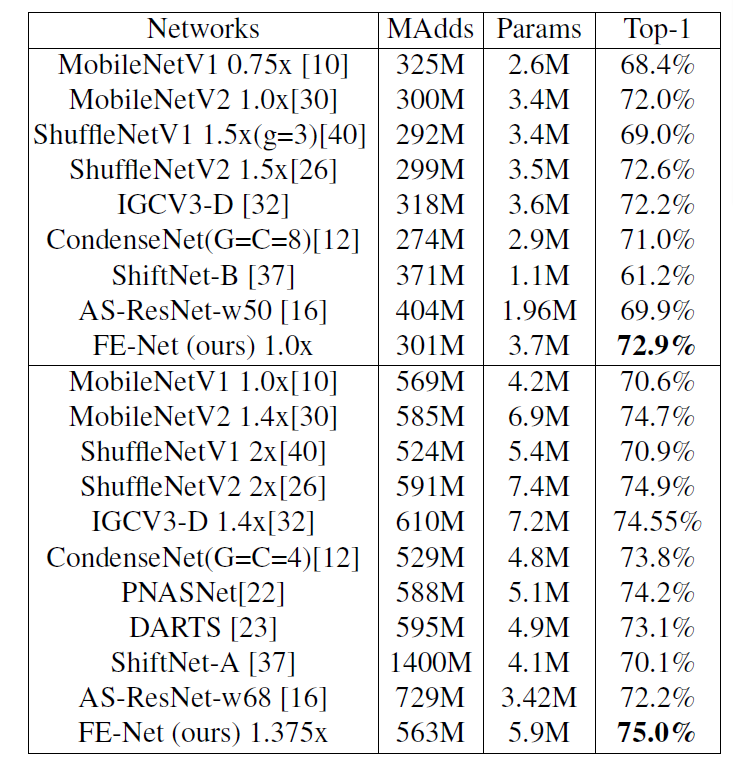 Networks MAdds Params Top-1
MobileNetV1 0.75x [10] 325M 2.6M 68.4%
MobileNetV2 1.0x[30] 300M 3.4M 72.0%
ShuffleNetV1 1.5x(g=3)[40] 292M 3.4M 69.0%
ShuffleNetV2 1.5x[26] 299M 3.5M 72.6%
IGCV3-D [32] 318M 3.6M 72.2%
CondenseNet(G=C=8)[12] 274M 2.9M 71.0%
ShiftNet-B [37] 371M 1.1M 61.2%
AS-ResNet-w50 [16] 404M 1.96M 69.9%
FE-Net (ours) 1.0x 301M 3.7M 72.9%
MobileNetV1 1.0x[10] 569M 4.2M 70.6%
MobileNetV2 1.4x[30] 585M 6.9M 74.7%
ShuffleNetV1 2x[40] 524M 5.4M 70.9%
ShuffleNetV2 2x[26] 591M 7.4M 74.9%
IGCV3-D 1.4x[32] 610M 7.2M 74.55%
CondenseNet(G=C=4)[12] 529M 4.8M 73.8%
PNASNet[22] 588M 5.1M 74.2%
DARTS [23] 595M 4.9M 73.1%
ShiftNet-A [37] 1400M 4.1M 70.1%
AS-ResNet-w68 [16] 729M 3.42M 72.2%
FE-Net (ours) 1.375x 563M 5.9M 75.0%